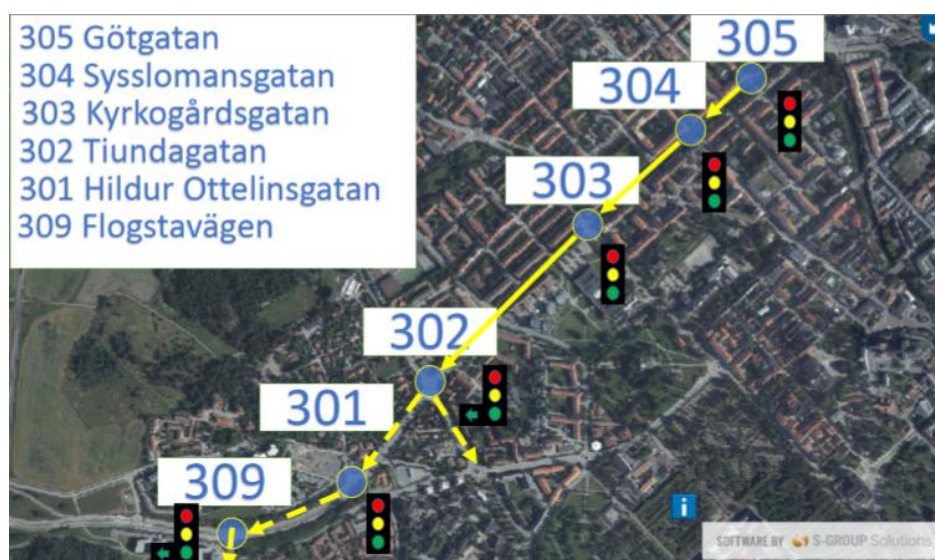 305 Götgatan
304 Sysslomansgatan
303 Kyrkogårdsgatan
302 Tiundagatan
301 Hildur Ottelinsgatan
309 Flogstavägen
305
304
303
302
301
309
i
SOFTWARE BY S-GROUP Solutions